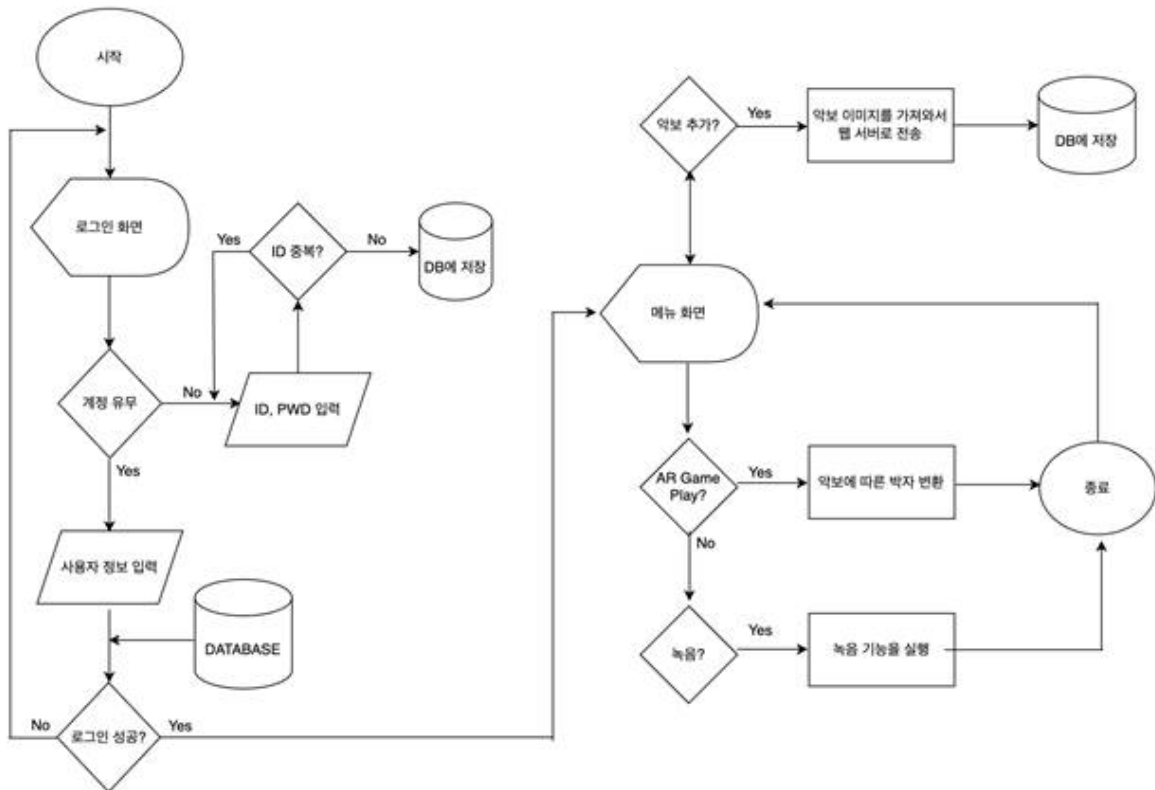 시작
로그인 화면
계정 유무
No
Yes
ID, PWD 입력
ID 중복?
Yes
No
DB에 저장
사용자 정보 입력
DATABASE
로그인 성공?
No
Yes
메뉴 화면
악보 추가?
Yes
악보 이미지를 가져와서
웹 서버로 전송
DB에 저장
AR Game
Play?
Yes
악보에 따른 박자 변환
종료
No
녹음?
Yes
녹음 기능을 실행